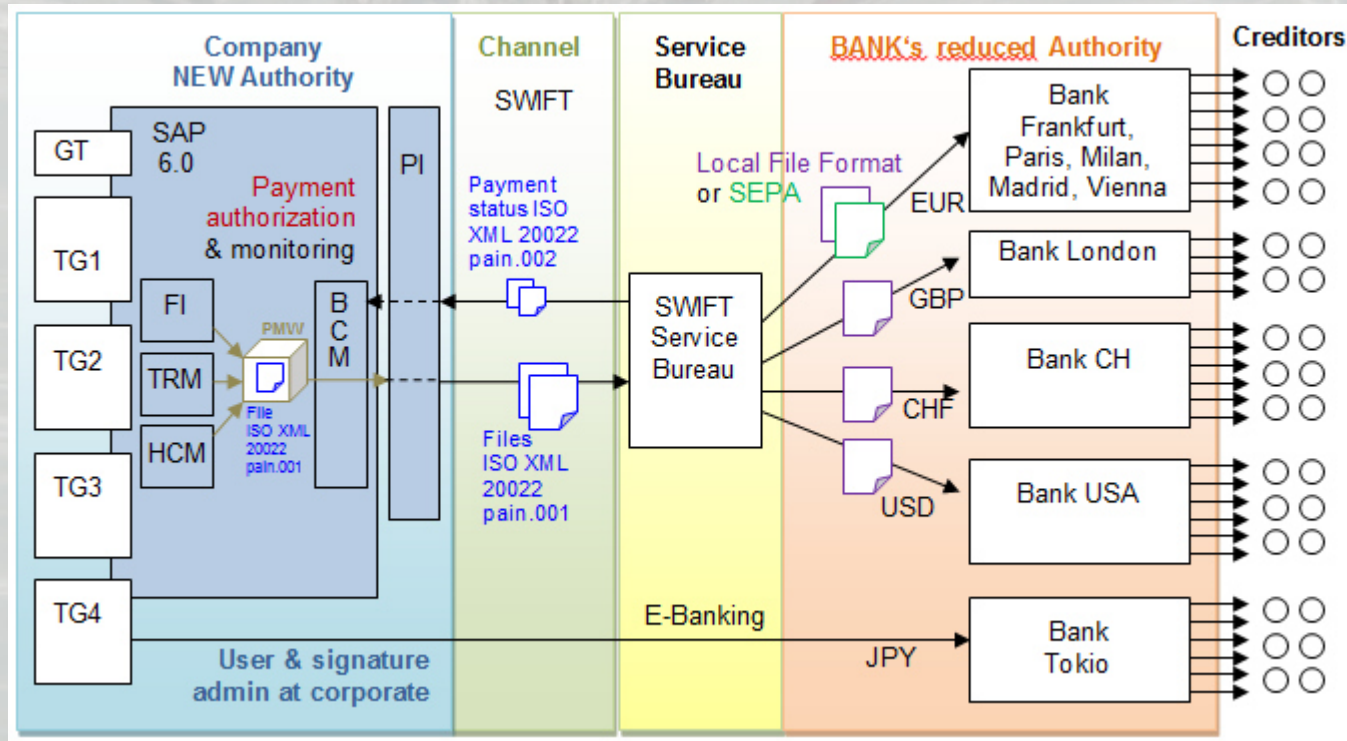 Company
NEW Authority
Channel
SWIFT
Service
Bureau
BANK's reduced Authority
Creditors
GT
TG1
TG2
TG3
TG4
SAP
6.0
Payment
authorization
& monitoring
FI
TRM
HCM
PMW
File
ISO XML
20022
pain.001
B
C
M
PI
Payment
status ISO
XML 20022
pain.002
Files
ISO XML
20022
pain.001
SWIFT
Service
Bureau
Local File Format
or SEPA
EUR
GBP
CHF
USD
Bank
Frankfurt,
Paris, Milan,
Madrid, Vienna
Bank London
Bank CH
Bank USA
E-Banking
JPY
Bank
Tokio
User & signature
admin at corporate